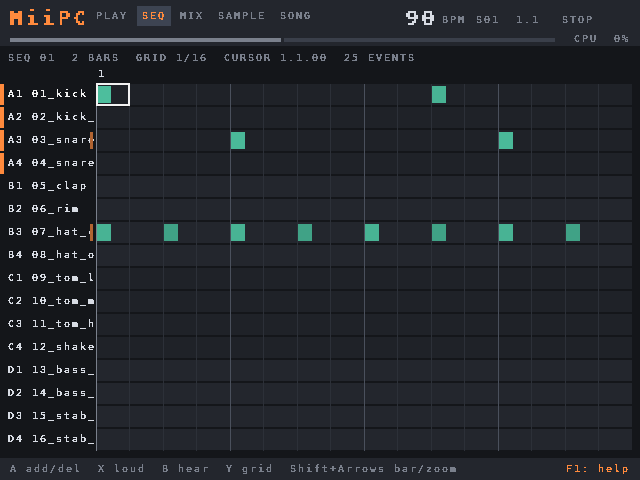 MiiPC PLAY SEQ MIX SAMPLE SONG 90 BPM S01 1.1 STOP
CPU 0%
SEQ 01 2 BARS GRID 1/16 CURSOR 1.1.00 25 EVENTS
1
A1 01_kick
A2 02_kick_
A3 03_snar
A4 04_snare
B1 05_clap
B2 06_rim
B3 07_hat_
B4 08_hat_o
C1 09_tom_l
C2 10_tom_m
C3 11_tom_h
C4 12_shake
D1 13_bass_
D2 14_bass_
D3 15_stab_
D4 16_stab_
A add/del X loud B hear Y grid Shift+Arrows bar/zoom F1: help